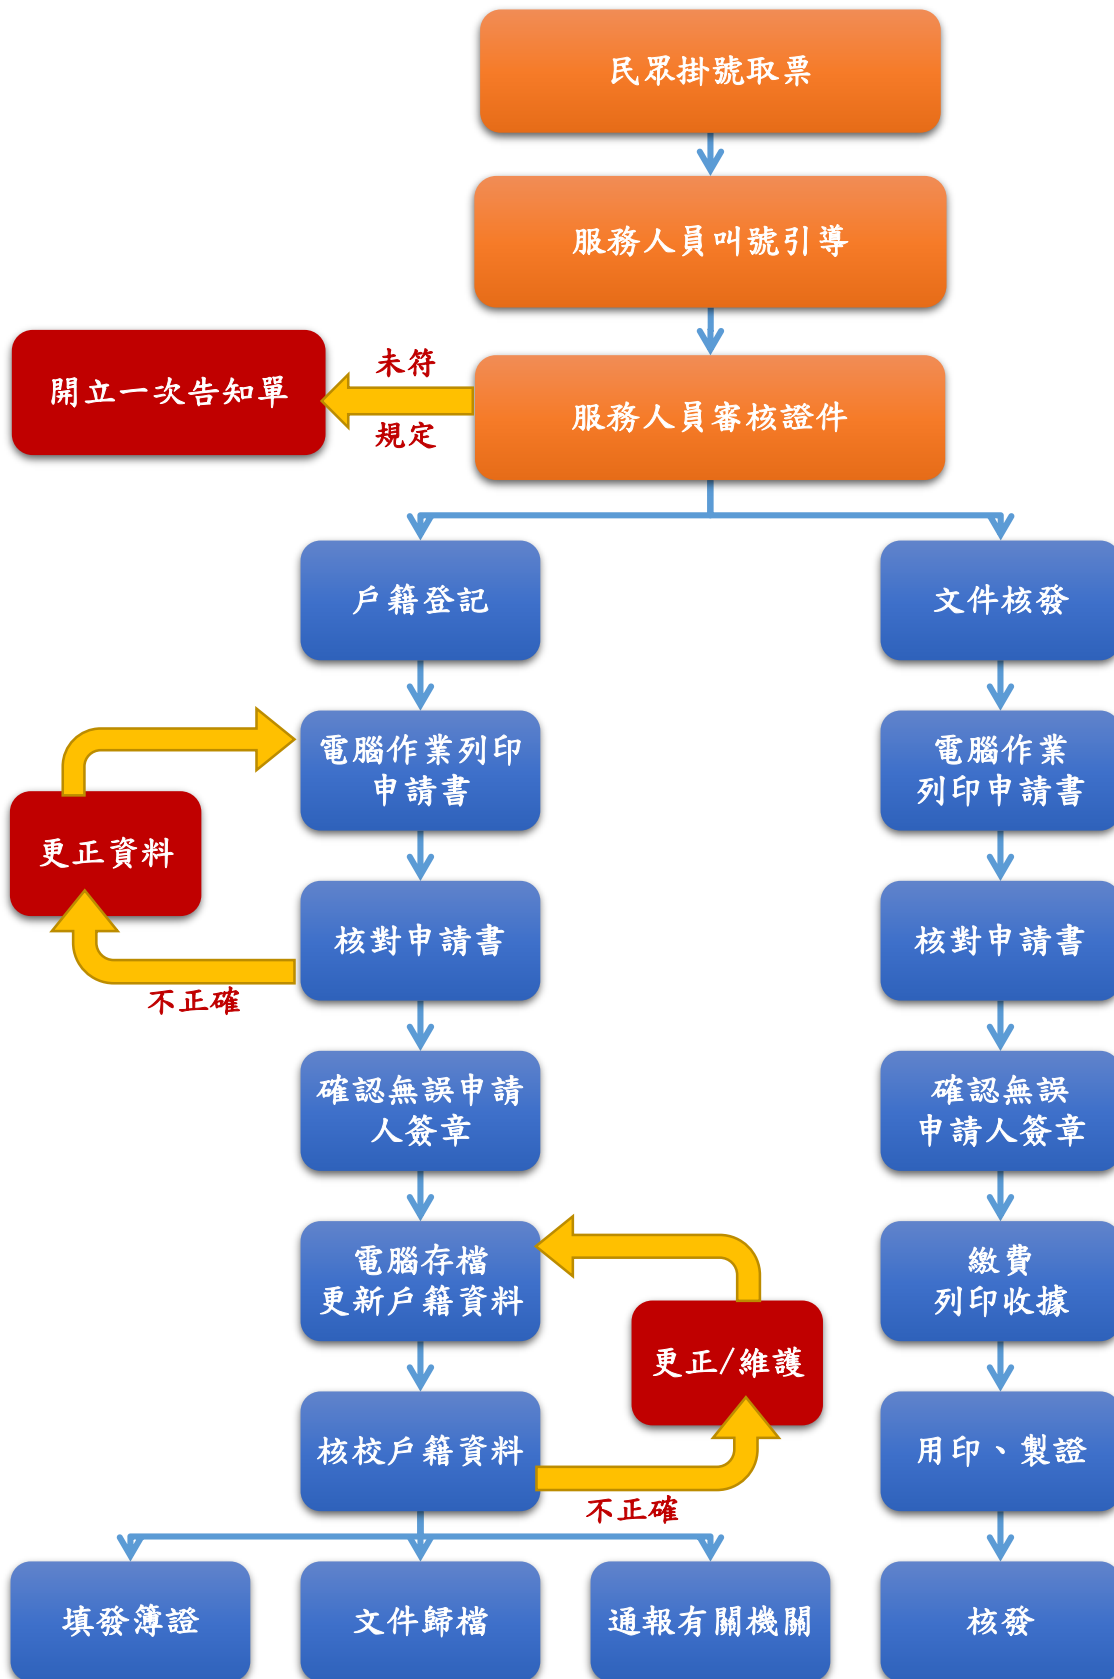 民眾掛號取票
服務人員叫號引導
未符
開立一次告知單
服務人員審核證件
規定
戶籍登記
文件核發
電腦作業列印
申請書
電腦作業
列印申請書
更正資料
核對申請書
核對申請書
不正確
確認無誤申請
人簽章
確認無誤
申請人簽章
電腦存檔
更新戶籍資料
繳費
列印收據
更正/維護
核校戶籍資料
用印、製證
不正確
填發簿證
文件歸檔
通報有關機關
核發